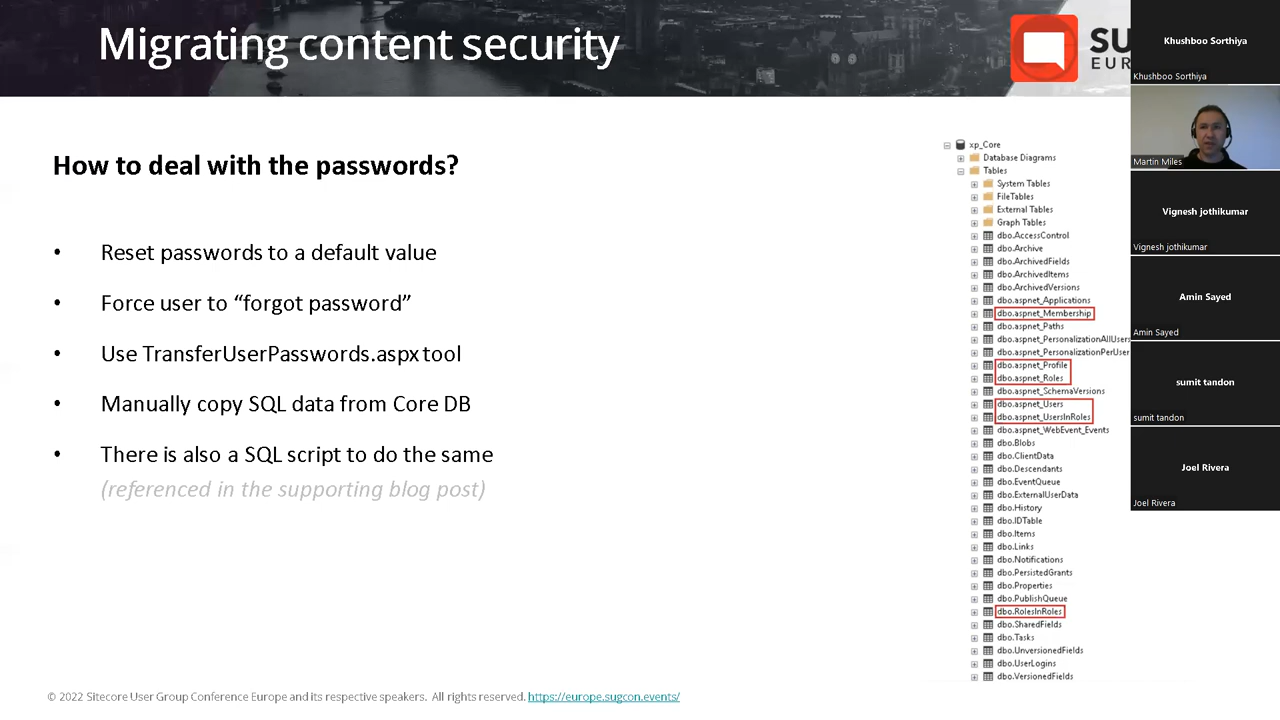 Migrating content security
SU
EUR
How to deal with the passwords?
• Reset passwords to a default value
• Force user to “forgot password”
• Use TransferUserPasswords.aspx tool
• Manually copy SQL data from Core DB
• There is also a SQL script to do the same
(referenced in the supporting blog post)
xp_Core
Database Diagrams
Tables
System Tables
FileTables
External Tables
Graph Tables
dbo.AccessControl
dbo.Archive
dbo.ArchivedFields
dbo.ArchivedItems
dbo.ArchivedVersions
dbo.aspnet_Applications
dbo.aspnet_Membership
dbo.aspnet_Paths
dbo.aspnet_PersonalizationAllUsers
dbo.aspnet_PersonalizationPerUser
dbo.aspnet_Profile
dbo.aspnet_Roles
dbo.aspnet_SchemaVersions
dbo.aspnet_Users
dbo.aspnet_UsersInRoles
dbo.aspnet_WebEvent_Events
dbo.Blobs
dbo.ClientData
dbo.Descendants
dbo.EventQueue
dbo.ExternalUserData
dbo.History
dbo.IDTable
dbo.Items
dbo.Links
dbo.Notifications
dbo.PersistedGrants
dbo.Properties
dbo.PublishQueue
dbo.RolesInRoles
dbo.SharedFields
dbo.Tasks
dbo.UnversionedFields
dbo.UserLogins
dbo.VersionedFields
Khushboo Sorthiya
Khushboo Sorthiya
Martin Miles
Vignesh jothikumar
Vignesh jothikumar
Amin Sayed
Amin Sayed
sumit tandon
sumit tandon
Joel Rivera
Joel Rivera
© 2022 Sitecore User Group Conference Europe and its respective speakers. All rights reserved. https://europe.sugcon.events/